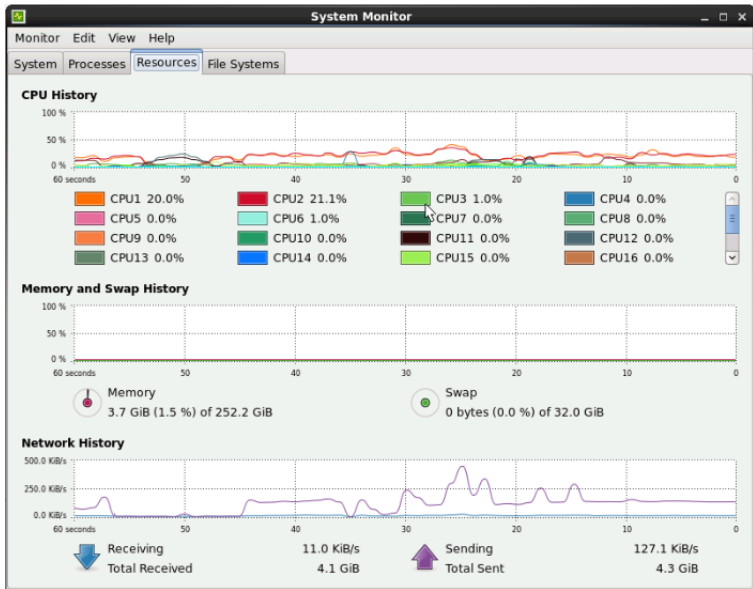 System Monitor
Monitor Edit View Help
System Processes Resources File Systems
CPU History
100 %
50 %
0 %
60 seconds 50 40 30 20 10 0
CPU1 20.0% CPU2 21.1% CPU3 1.0% CPU4 0.0%
CPU5 0.0% CPU6 1.0% CPU7 0.0% CPU8 0.0%
CPU9 0.0% CPU10 0.0% CPU11 0.0% CPU12 0.0%
CPU13 0.0% CPU14 0.0% CPU15 0.0% CPU16 0.0%
Memory and Swap History
100 %
50 %
0 %
60 seconds 50 40 30 20 10 0
Memory Swap
3.7 GiB (1.5 %) of 252.2 GiB 0 bytes (0.0 %) of 32.0 GiB
Network History
500.0 KiB/s
250.0 KiB/s
0.0 KiB/s
60 seconds 50 40 30 20 10 0
Receiving 11.0 KiB/s Sending 127.1 KiB/s
Total Received 4.1 GiB Total Sent 4.3 GiB